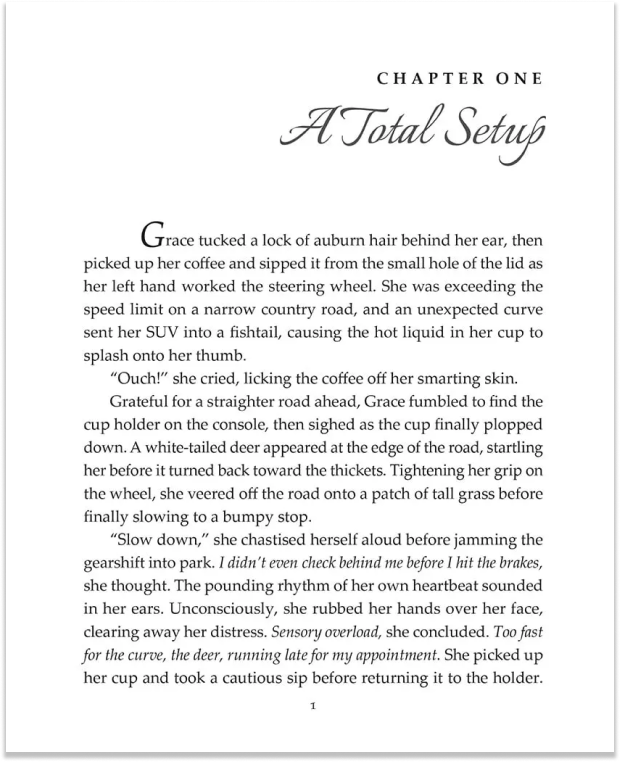 CHAPTER ONE
A Total Setup
Grace tucked a lock of auburn hair behind her ear, then
picked up her coffee and sipped it from the small hole of the lid as
her left hand worked the steering wheel. She was exceeding the
speed limit on a narrow country road, and an unexpected curve
sent her SUV into a fishtail, causing the hot liquid in her cup to
splash onto her thumb.
“Ouch!” she cried, licking the coffee off her smarting skin.
Grateful for a straighter road ahead, Grace fumbled to find the
cup holder on the console, then sighed as the cup finally plopped
down. A white-tailed deer appeared at the edge of the road, startling
her before it turned back toward the thickets. Tightening her grip on
the wheel, she veered off the road onto a patch of tall grass before
finally slowing to a bumpy stop.
“Slow down,” she chastised herself aloud before jamming the
gearshift into park. I didn’t even check behind me before I hit the brakes,
she thought. The pounding rhythm of her own heartbeat sounded
in her ears. Unconsciously, she rubbed her hands over her face,
clearing away her distress. Sensory overload, she concluded. Too fast
for the curve, the deer, running late for my appointment. She picked up
her cup and took a cautious sip before returning it to the holder.
1